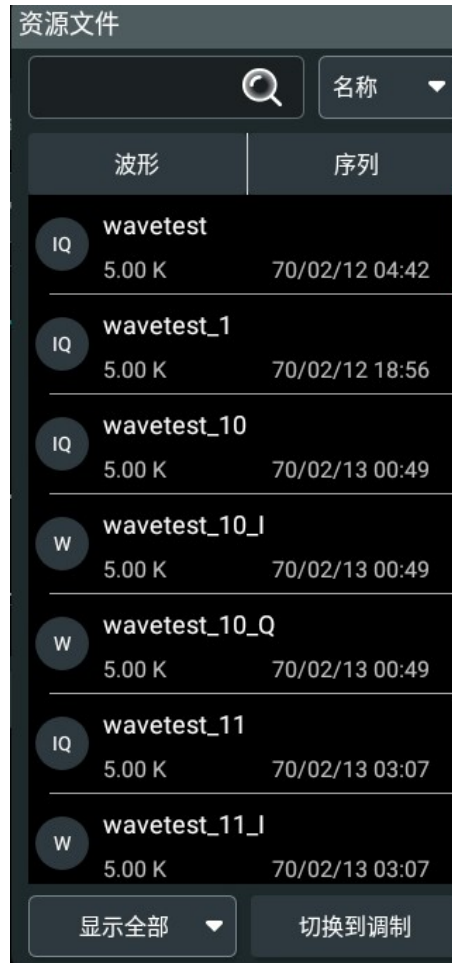 资源文件
名称
波形 序列
IQ wavetest
5.00 K 70/02/12 04:42
IQ wavetest_1
5.00 K 70/02/12 18:56
IQ wavetest_10
5.00 K 70/02/13 00:49
W wavetest_10_I
5.00 K 70/02/13 00:49
W wavetest_10_Q
5.00 K 70/02/13 00:49
IQ wavetest_11
5.00 K 70/02/13 03:07
W wavetest_11_I
5.00 K 70/02/13 03:07
显示全部 切换到调制